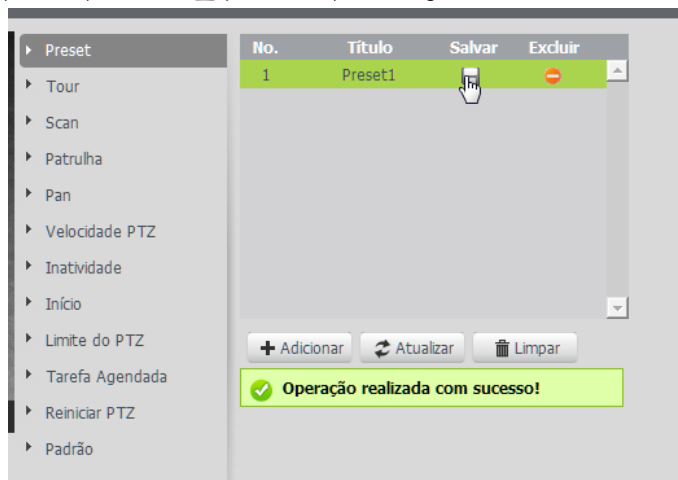 Preset
Tour
Scan
Patrulha
Pan
Velocidade PTZ
Inatividade
Início
Limite do PTZ
Tarefa Agendada
Reiniciar PTZ
Padrão
No. Título Salvar Excluir
1 Preset1
Adicionar Atualizar Limpar
Operação realizada com sucesso!